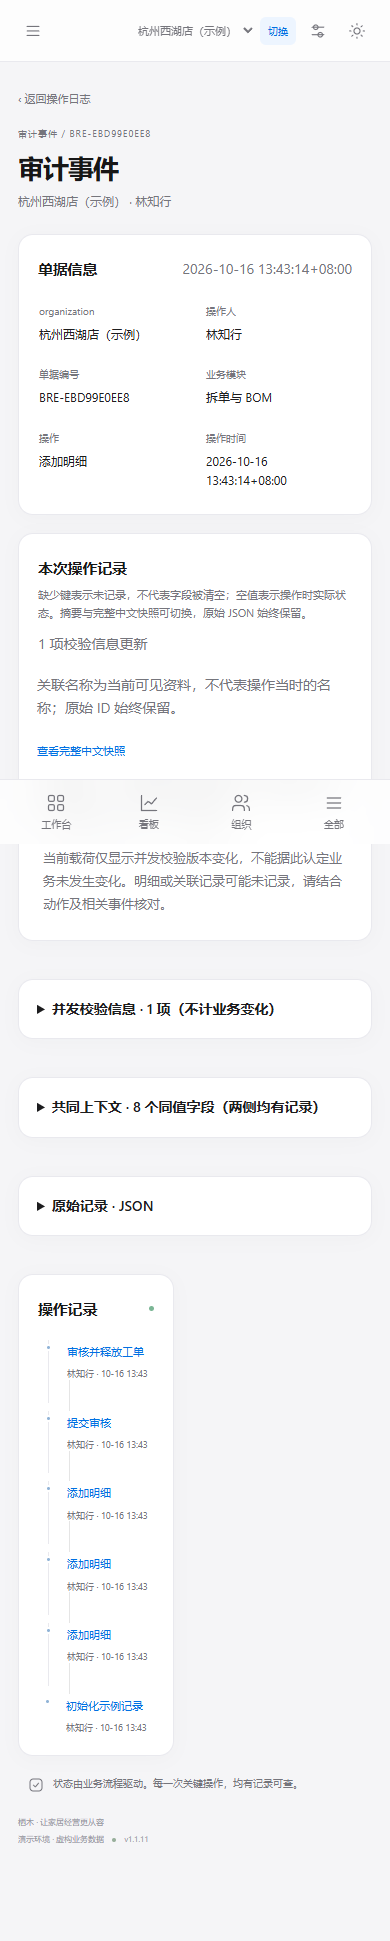 杭州西湖店（示例）
切换
‹ 返回操作日志
审计事件 / BRE-EBD99E0EE8
审计事件
杭州西湖店（示例） · 林知行
单据信息
2026-10-16 13:43:14+08:00
organization
操作人
杭州西湖店（示例）
林知行
单据编号
业务模块
BRE-EBD99E0EE8
拆单与 BOM
操作
操作时间
添加明细
2026-10-16
13:43:14+08:00
本次操作记录
缺少键表示未记录，不代表字段被清空；空值表示操作时实际状
态。摘要与完整中文快照可切换，原始 JSON 始终保留。
1 项校验信息更新
关联名称为当前可见资料，不代表操作当时的名
称；原始 ID 始终保留。
查看完整中文快照
工作台
看板
组织
全部
当前载荷仅显示并发校验版本变化，不能据此认定业
务未发生变化。明细或关联记录可能未记录，请结合
动作及相关事件核对。
并发校验信息 · 1 项（不计业务变化）
共同上下文 · 8 个同值字段（两侧均有记录）
原始记录 · JSON
操作记录
审核并释放工单
林知行 · 10-16 13:43
提交审核
林知行 · 10-16 13:43
添加明细
林知行 · 10-16 13:43
添加明细
林知行 · 10-16 13:43
添加明细
林知行 · 10-16 13:43
初始化示例记录
林知行 · 10-16 13:43
状态由业务流程驱动。每一次关键操作，均有记录可查。
栖木 · 让家居经营更从容
演示环境 · 虚构业务数据 v1.1.11